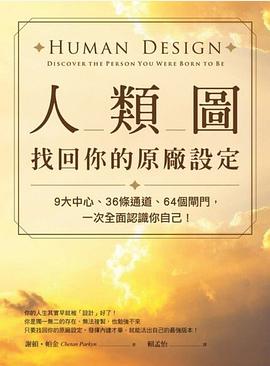 HUMAN DESIGN
DISCOVER THE PERSON YOU WERE BORN TO BE
人類圖
找回你的原廠設定
9大中心、36條通道、64個閘門，
一次全面認識你自己！
你的人生其實早就被「設計」好了！
你是獨一無二的存在，無法複製，也勉強不來
只要找回你的原廠設定，發揮內建才華，就能活出自己的最強版本！
謝頓・帕金 Chetan Parkyn
賴孟怡